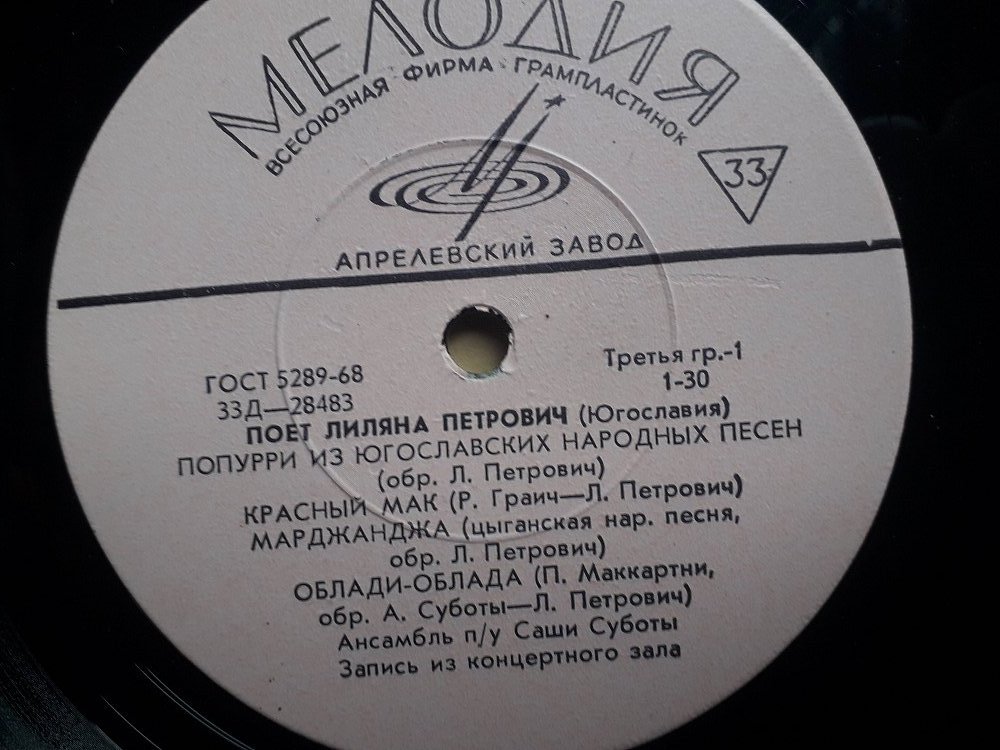 МЕЛОДИЯ
ВСЕСОЮЗНАЯ ФИРМА ГРАМПЛАСТИНОК
33
АПРЕЛЕВСКИЙ ЗАВОД
ГОСТ 5289-68
33Д—28483
Третья гр.-1
1-30
ПОЕТ ЛИЛЯНА ПЕТРОВИЧ (Югославия)
ПОПУРРИ ИЗ ЮГОСЛАВСКИХ НАРОДНЫХ ПЕСЕН
(обр. Л. Петрович)
КРАСНЫЙ МАК (Р. Граич—Л. Петрович)
МАРДЖАНДЖА (цыганская нар. песня,
обр. Л. Петрович)
ОБЛАДИ-ОБЛАДА (П. Маккартни,
обр. А. Суботы—Л. Петрович)
Ансамбль п/у Саши Суботы
Запись из концертного зала